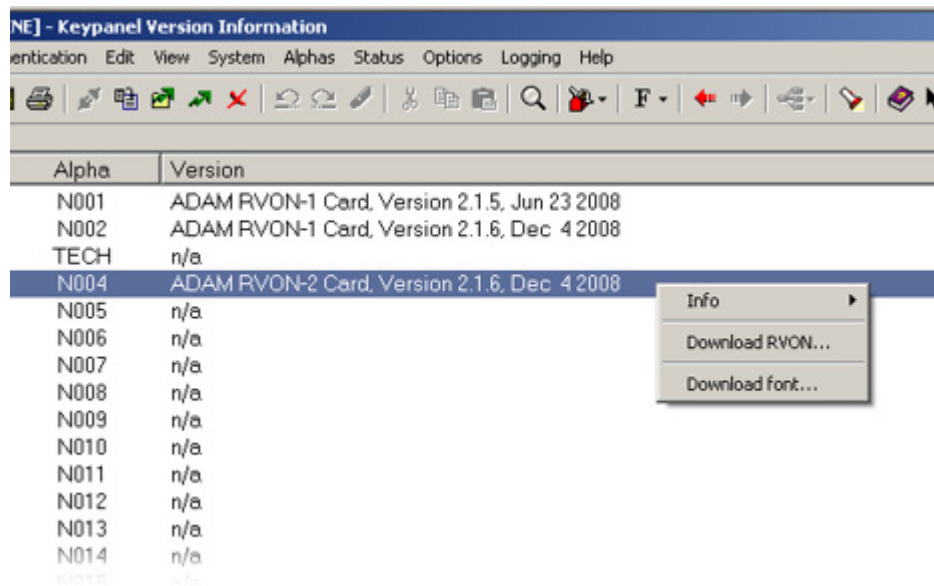 NE] - Keypanel Version Information
entication Edit View System Alphas Status Options Logging Help
F
Alpha Version
N001 ADAM RVON-1 Card, Version 2.1.5, Jun 23 2008
N002 ADAM RVON-1 Card, Version 2.1.6, Dec 4 2008
TECH n/a
N004 ADAM RVON-2 Card, Version 2.1.6, Dec 4 2008
Info
N005 n/a
N006 n/a
Download RVON...
N007 n/a
Download font...
N008 n/a
N009 n/a
N010 n/a
N011 n/a
N012 n/a
N013 n/a
N014 n/a